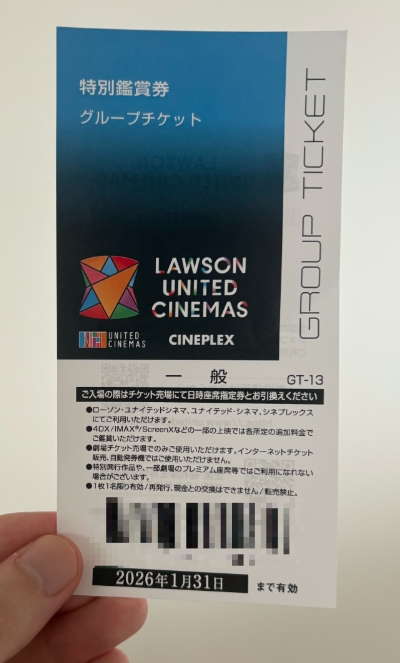 特別鑑賞券
グループチケット
GROUP TICKET
LAWSON
UNITED
CINEMAS
UNITED
CINEMAS
CINEPLEX
一般
GT-13
ご入場の際はチケット売場にて日時座席指定券とお引換えください
●ローソン・ユナイテッドシネマ、ユナイテッド・シネマ、シネプレックス
にてご利用いただけます。
●4DX/IMAX®/ScreenXなどの一部の上映では各所定の追加料金で
ご鑑賞いただけます。
●劇場チケット売場でのみご使用いただけます。インターネットチケット
販売、自動発券機ではご使用いただけません。
●特別席行作品や、一部劇場のプレミアム座席等ではご利用になれない
場合がございます。
●1枚1名限り有効/再発行、現金との交換はできません/転売禁止。
2026年1月31日
まで有効